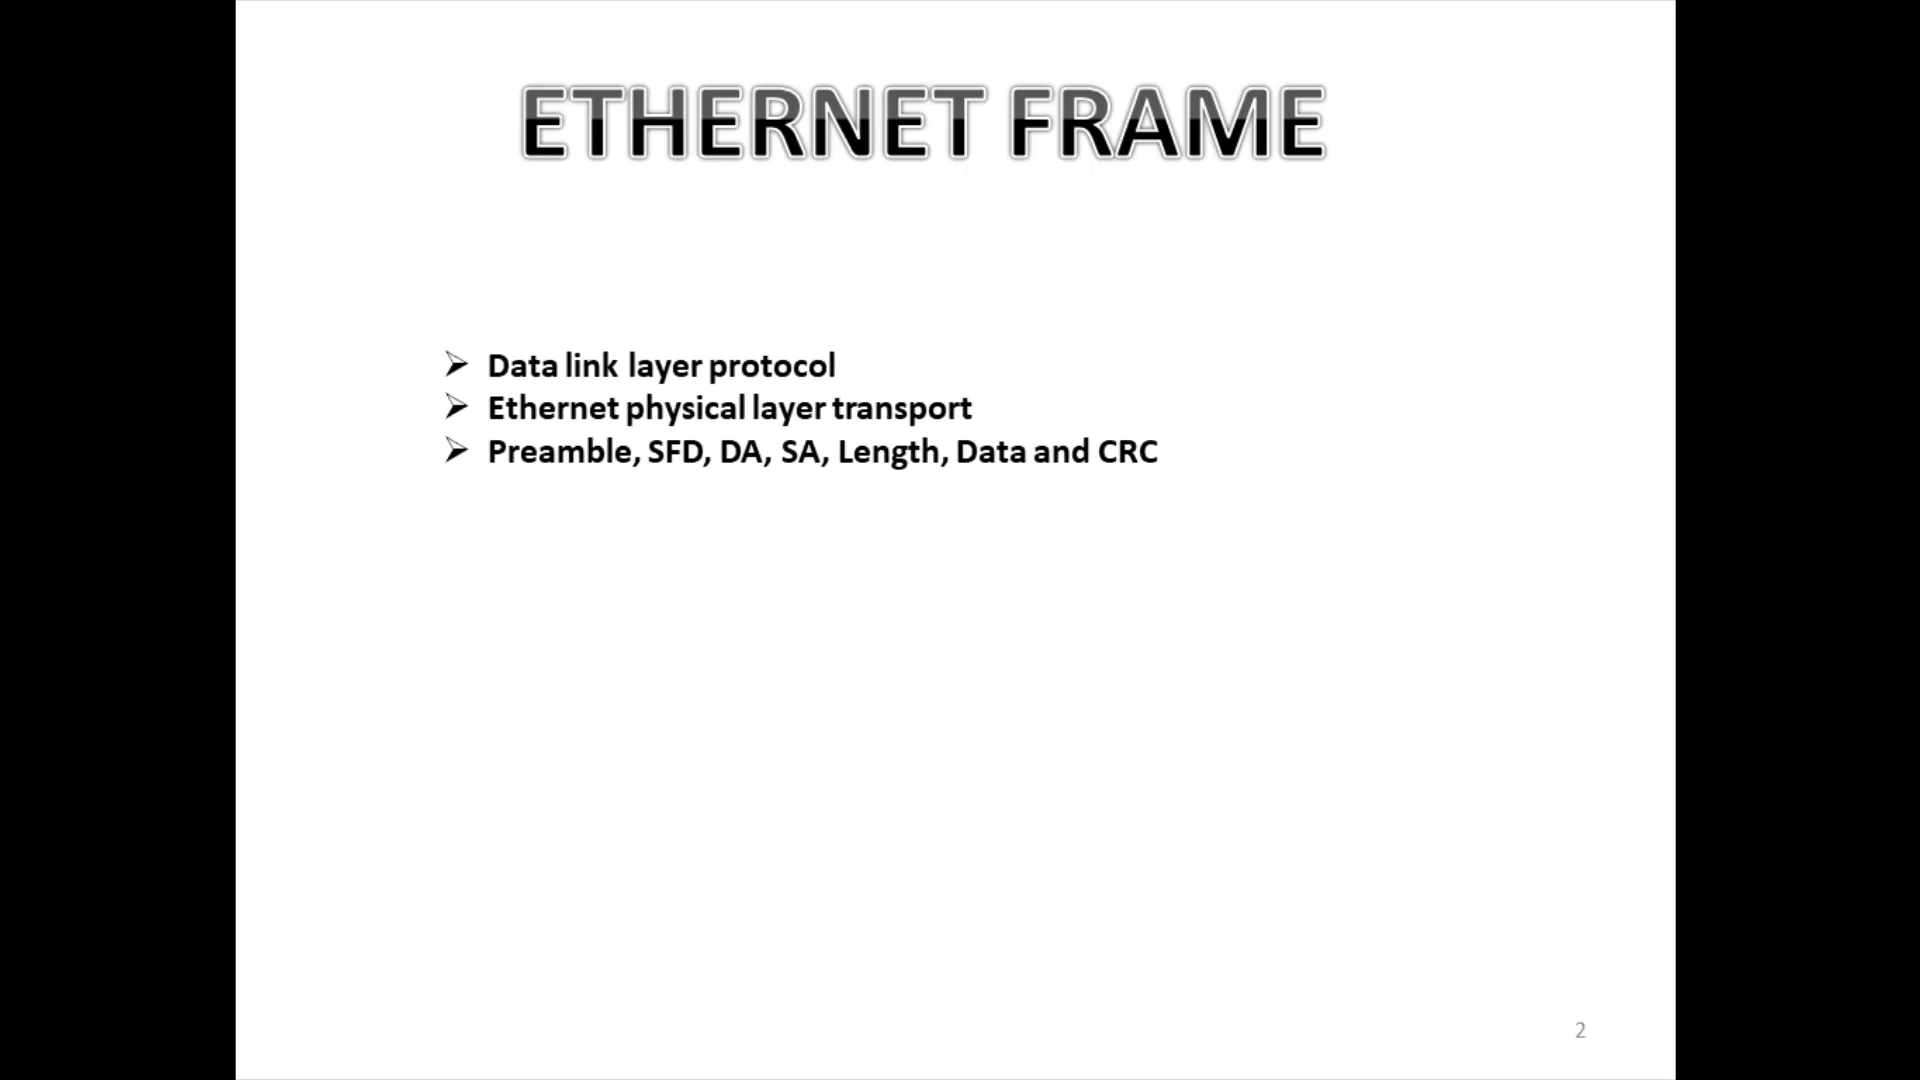 ETHERNET FRAME
➢ Data link layer protocol
➢ Ethernet physical layer transport
➢ Preamble, SFD, DA, SA, Length, Data and CRC
2